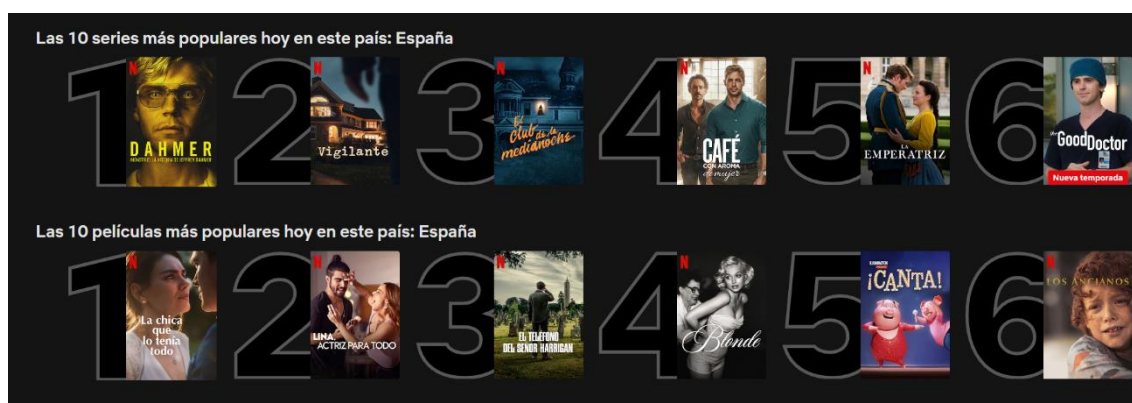 Las 10 series más populares hoy en este país: España
1
N
DAHMER
MONSTRUO: LA HISTORIA DE JEFFREY DAHMER
2
N
Vigilante
3
N
El
Club de la
medianoche
4
N
CAFÉ
CON AROMA
de mujer
5
N
LA
EMPERATRIZ
6
The
GoodDoctor
Nueva temporada
Las 10 películas más populares hoy en este país: España
1
N
La chica
que
lo tenía
todo
2
N
LINA,
ACTRIZ PARA TODO
3
N
EL TELÉFONO
DEL SEÑOR HARRIGAN
4
N
Blonde
5
ILLUMINATION
¡CANTA!
6
N
LOS ANCIANOS